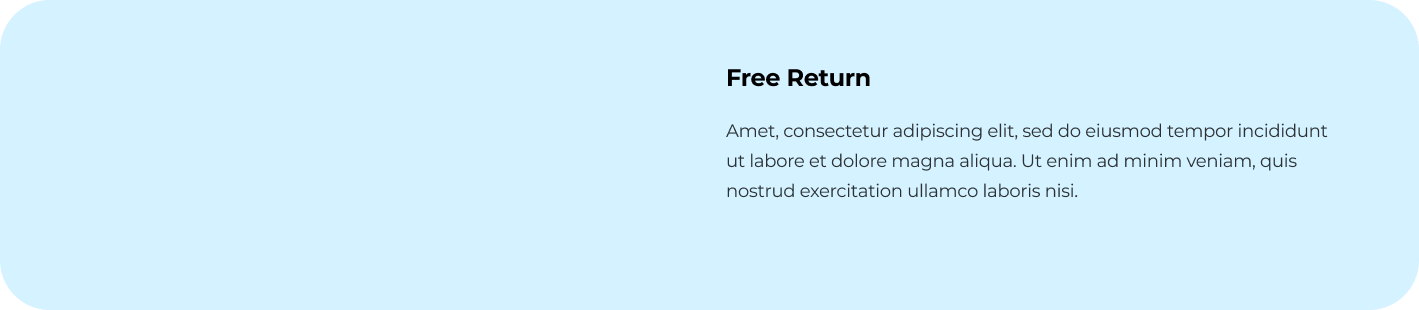 Free Return
Amet, consectetur adipiscing elit, sed do eiusmod tempor incididunt
ut labore et dolore magna aliqua. Ut enim ad minim veniam, quis
nostrud exercitation ullamco laboris nisi.